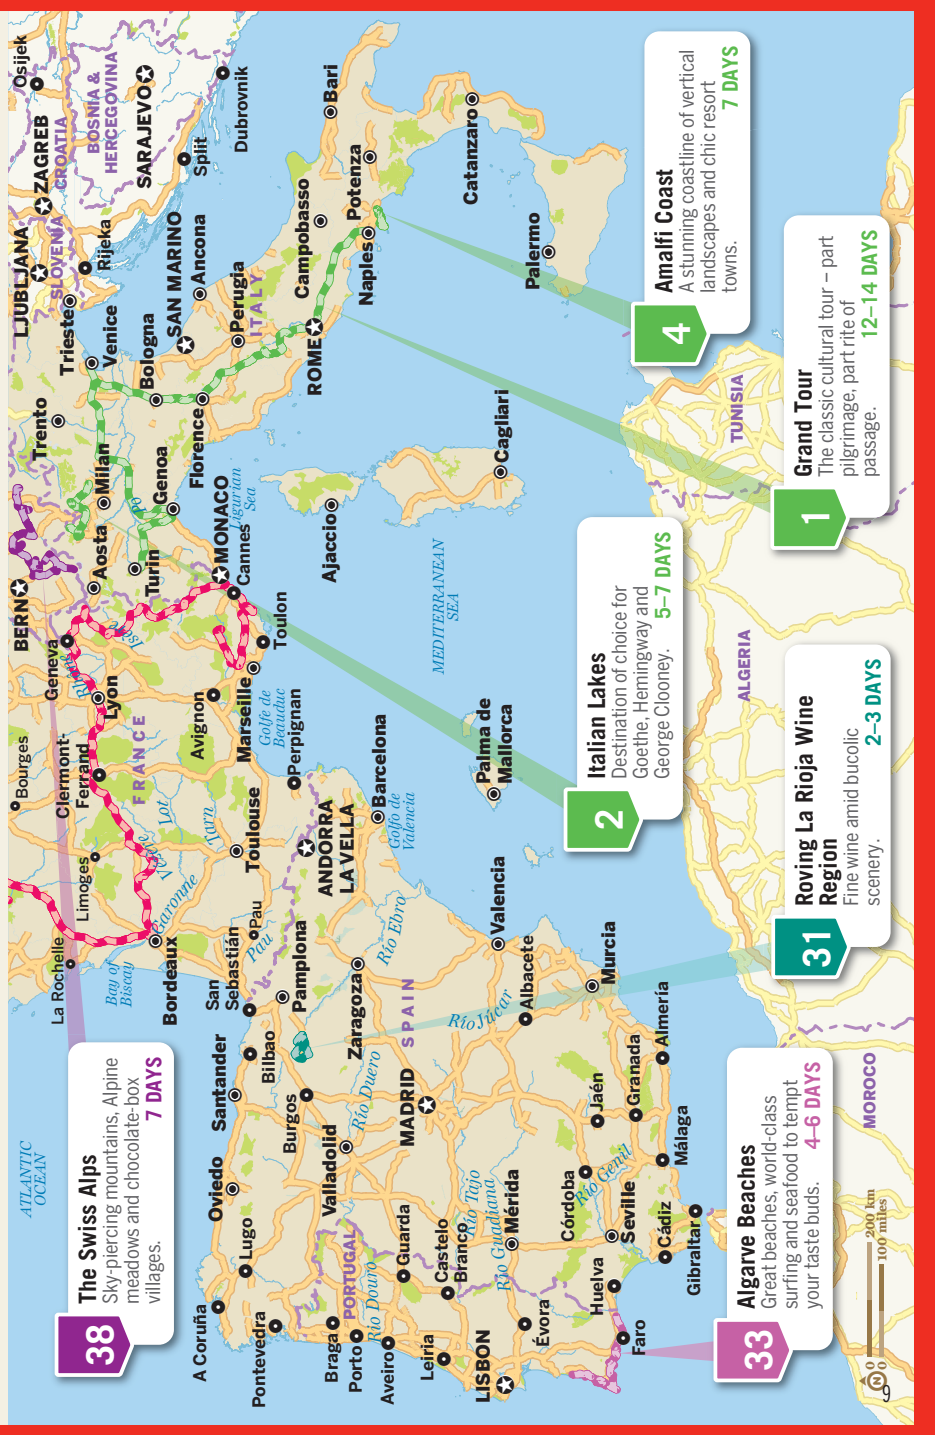 38
The Swiss Alps
Sky-piercing mountains, Alpine
meadows and chocolate-box
villages.
7 DAYS
4
Amalfi Coast
A stunning coastline of vertical
landscapes and chic resort
towns.
7 DAYS
2
Italian Lakes
Destination of choice for
Goethe, Hemingway and
George Clooney.
5–7 DAYS
1
Grand Tour
The classic cultural tour – part
pilgrimage, part rite of
passage.
12–14 DAYS
31
Roving La Rioja Wine
Region
Fine wine amid bucolic
scenery.
2–3 DAYS
33
Algarve Beaches
Great beaches, world-class
surfing and seafood to tempt
your taste buds.
4–6 DAYS
ATLANTIC
OCEAN
La Rochelle
Limoges
Bourges
Clermont-
Ferrand
Geneva
Rhône
Lyon
BERN
Isère
Aosta
Milan
Trento
Trieste
LJUBLJANA
SLOVENIA
ZAGREB
CROATIA
Osijek
BOSNIA &
HERCEGOVINA
SARAJEVO
Rijeka
Split
Dubrovnik
Venice
Bologna
SAN MARINO
Ancona
Perugia
ITALY
Florence
Genoa
Po
Turin
MONACO
Ligurian
Sea
Cannes
Toulon
Marseille
Avignon
Golfe de
Beauduc
FRANCE
Lot
Tarn
Vézère
Garonne
Bay of
Biscay
Bordeaux
Toulouse
Perpignan
Pau
Pau
San
Sebastián
Pamplona
ANDORRA
LA VELLA
Barcelona
Golfo de
Valencia
Río Ebro
Zaragoza
Bilbao
Santander
Burgos
Oviedo
Lugo
A Coruña
Pontevedra
Braga
Porto
Aveiro
Leiria
LISBON
PORTUGAL
Río Douro
Guarda
Castelo
Branco
Valladolid
Río Duero
MADRID
SPAIN
Río Júcar
Valencia
Albacete
Murcia
Almería
Granada
Jaén
Málaga
Córdoba
Río Genil
Seville
Cádiz
Gibraltar
Huelva
Faro
Évora
Mérida
Río Tajo
Río Guadiana
Palma de
Mallorca
MEDITERRANEAN
SEA
Ajaccio
Cagliari
ROME
Naples
Campobasso
Potenza
Bari
Catanzaro
Palermo
TUNISIA
ALGERIA
MOROCO
N
0 200 km
0 100 miles
9